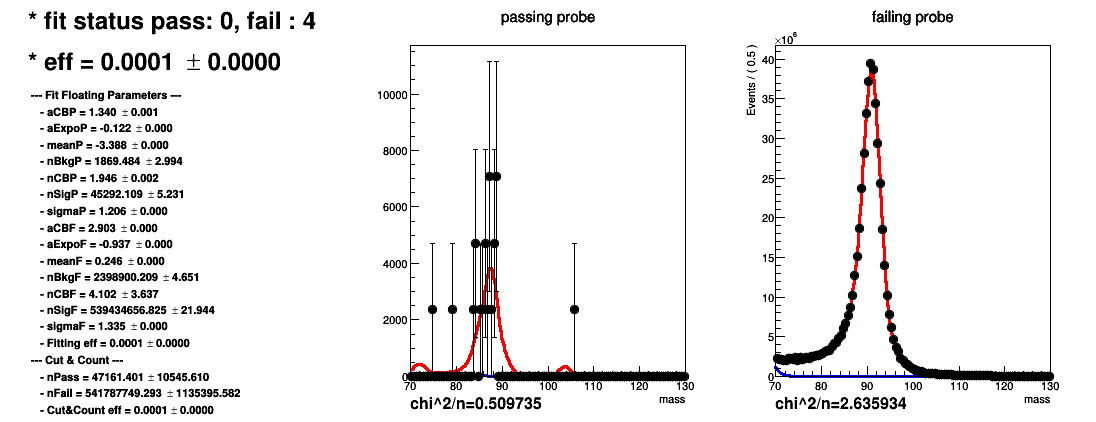 * fit status pass: 0, fail : 4
* eff = 0.0001 ± 0.0000
--- Fit Floating Parameters ---
- aCBP = 1.340 ± 0.001
- aExpoP = -0.122 ± 0.000
- meanP = -3.388 ± 0.000
- nBkgP = 1869.484 ± 2.994
- nCBP = 1.946 ± 0.002
- nSigP = 45292.109 ± 5.231
- sigmaP = 1.206 ± 0.000
- aCBF = 2.903 ± 0.000
- aExpoF = -0.937 ± 0.000
- meanF = 0.246 ± 0.000
- nBkgF = 2398900.209 ± 4.651
- nCBF = 4.102 ± 3.637
- nSigF = 539434656.825 ± 21.944
- sigmaF = 1.335 ± 0.000
- Fitting eff = 0.0001 ± 0.0000
--- Cut & Count ---
- nPass = 47161.401 ± 10545.610
- nFail = 541787749.293 ± 1135395.582
- Cut&Count eff = 0.0001 ± 0.0000
passing probe
10000
8000
6000
4000
2000
0
70 80 90 100 110 120 130
mass
chi^2/n=0.509735
failing probe
×10^6
Events / ( 0.5 )
40
35
30
25
20
15
10
5
0
70 80 90 100 110 120 130
mass
chi^2/n=2.635934